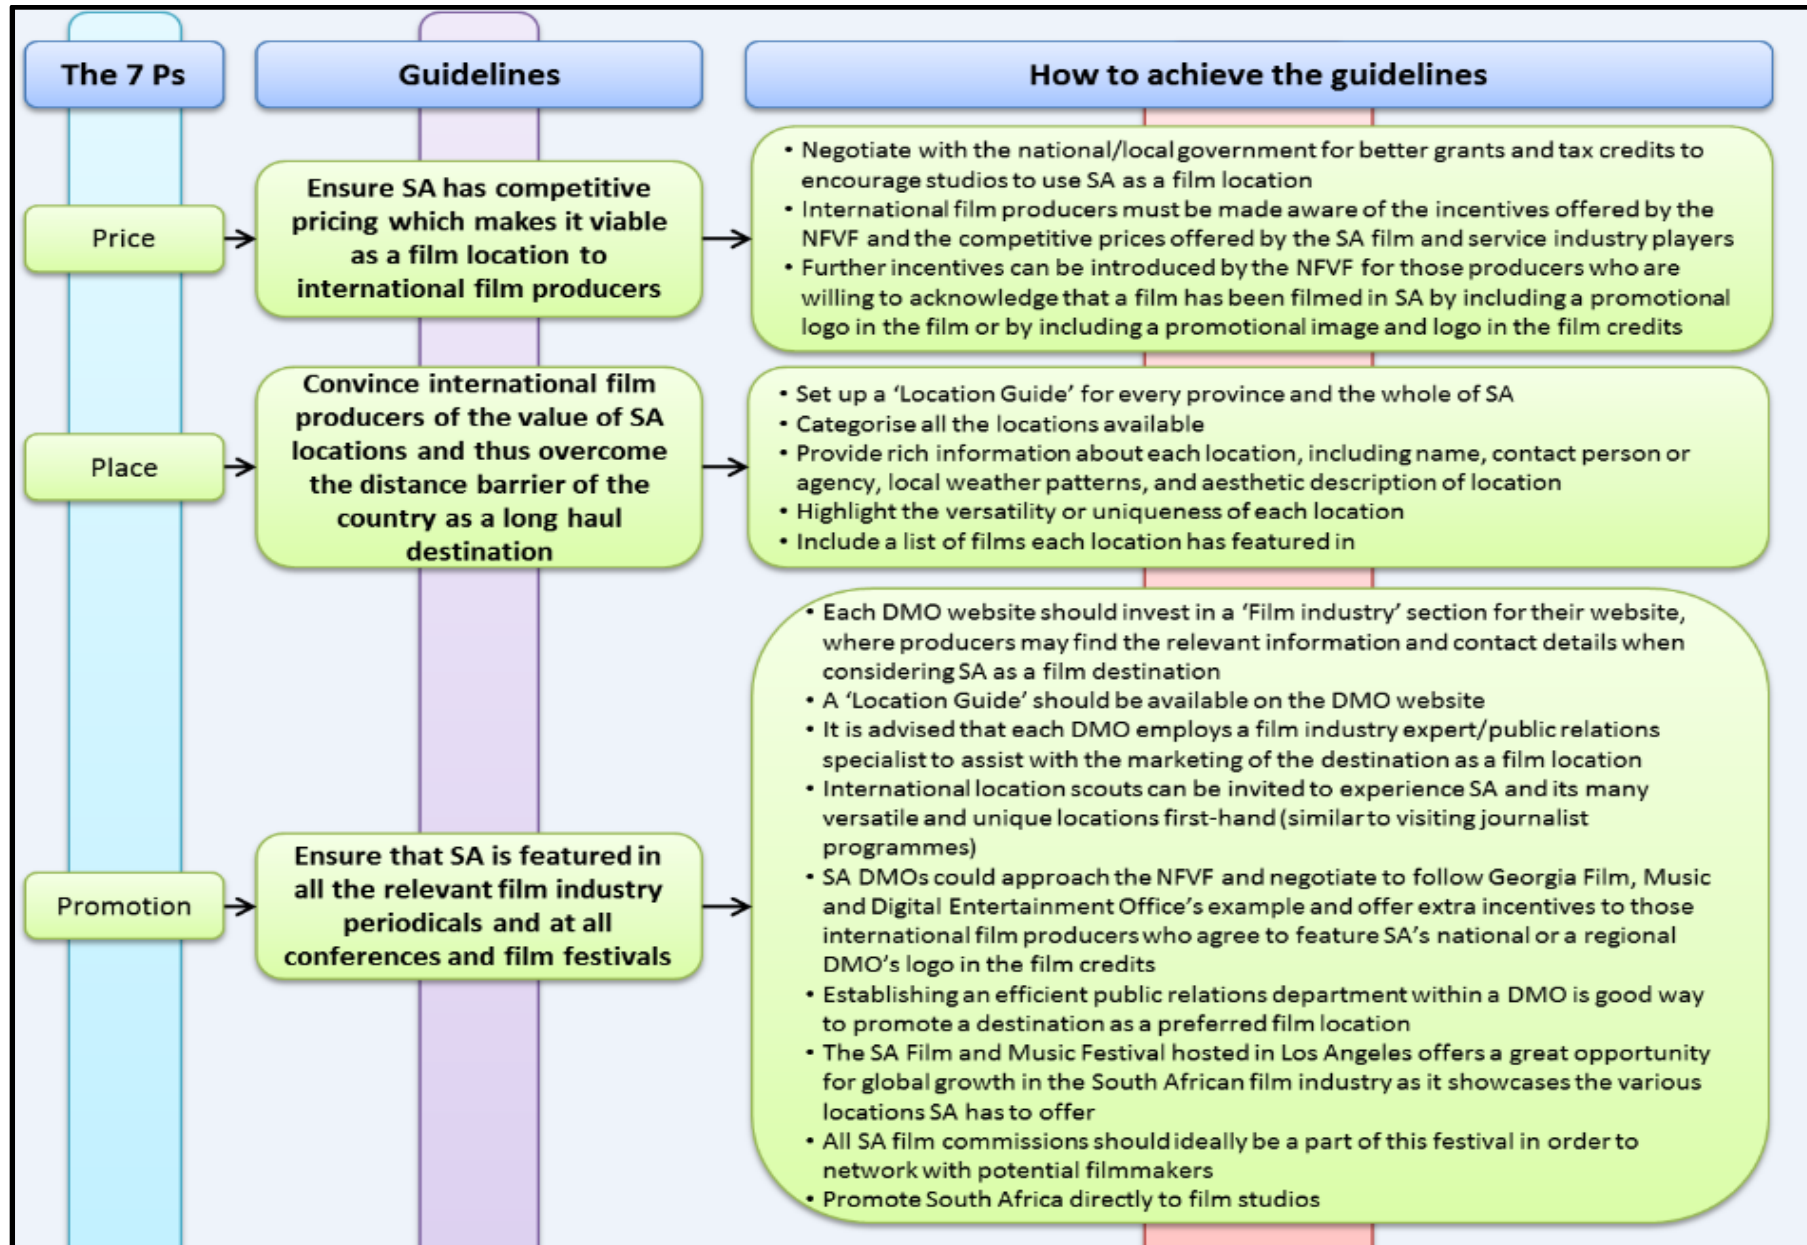 The 7 Ps
Guidelines
How to achieve the guidelines
Price
Ensure SA has competitive
pricing which makes it viable
as a film location to
international film producers
• Negotiate with the national/local government for better grants and tax credits to
encourage studios to use SA as a film location
• International film producers must be made aware of the incentives offered by the
NFVF and the competitive prices offered by the SA film and service industry players
• Further incentives can be introduced by the NFVF for those producers who are
willing to acknowledge that a film has been filmed in SA by including a promotional
logo in the film or by including a promotional image and logo in the film credits
Place
Convince international film
producers of the value of SA
locations and thus overcome
the distance barrier of the
country as a long haul
destination
• Set up a ‘Location Guide’ for every province and the whole of SA
• Categorise all the locations available
• Provide rich information about each location, including name, contact person or
agency, local weather patterns, and aesthetic description of location
• Highlight the versatility or uniqueness of each location
• Include a list of films each location has featured in
Promotion
Ensure that SA is featured in
all the relevant film industry
periodicals and at all
conferences and film festivals
• Each DMO website should invest in a ‘Film industry’ section for their website,
where producers may find the relevant information and contact details when
considering SA as a film destination
• A ‘Location Guide’ should be available on the DMO website
• It is advised that each DMO employs a film industry expert/public relations
specialist to assist with the marketing of the destination as a film location
• International location scouts can be invited to experience SA and its many
versatile and unique locations first-hand (similar to visiting journalist
programmes)
• SA DMOs could approach the NFVF and negotiate to follow Georgia Film, Music
and Digital Entertainment Office’s example and offer extra incentives to those
international film producers who agree to feature SA’s national or a regional
DMO’s logo in the film credits
• Establishing an efficient public relations department within a DMO is good way
to promote a destination as a preferred film location
• The SA Film and Music Festival hosted in Los Angeles offers a great opportunity
for global growth in the South African film industry as it showcases the various
locations SA has to offer
• All SA film commissions should ideally be a part of this festival in order to
network with potential filmmakers
• Promote South Africa directly to film studios